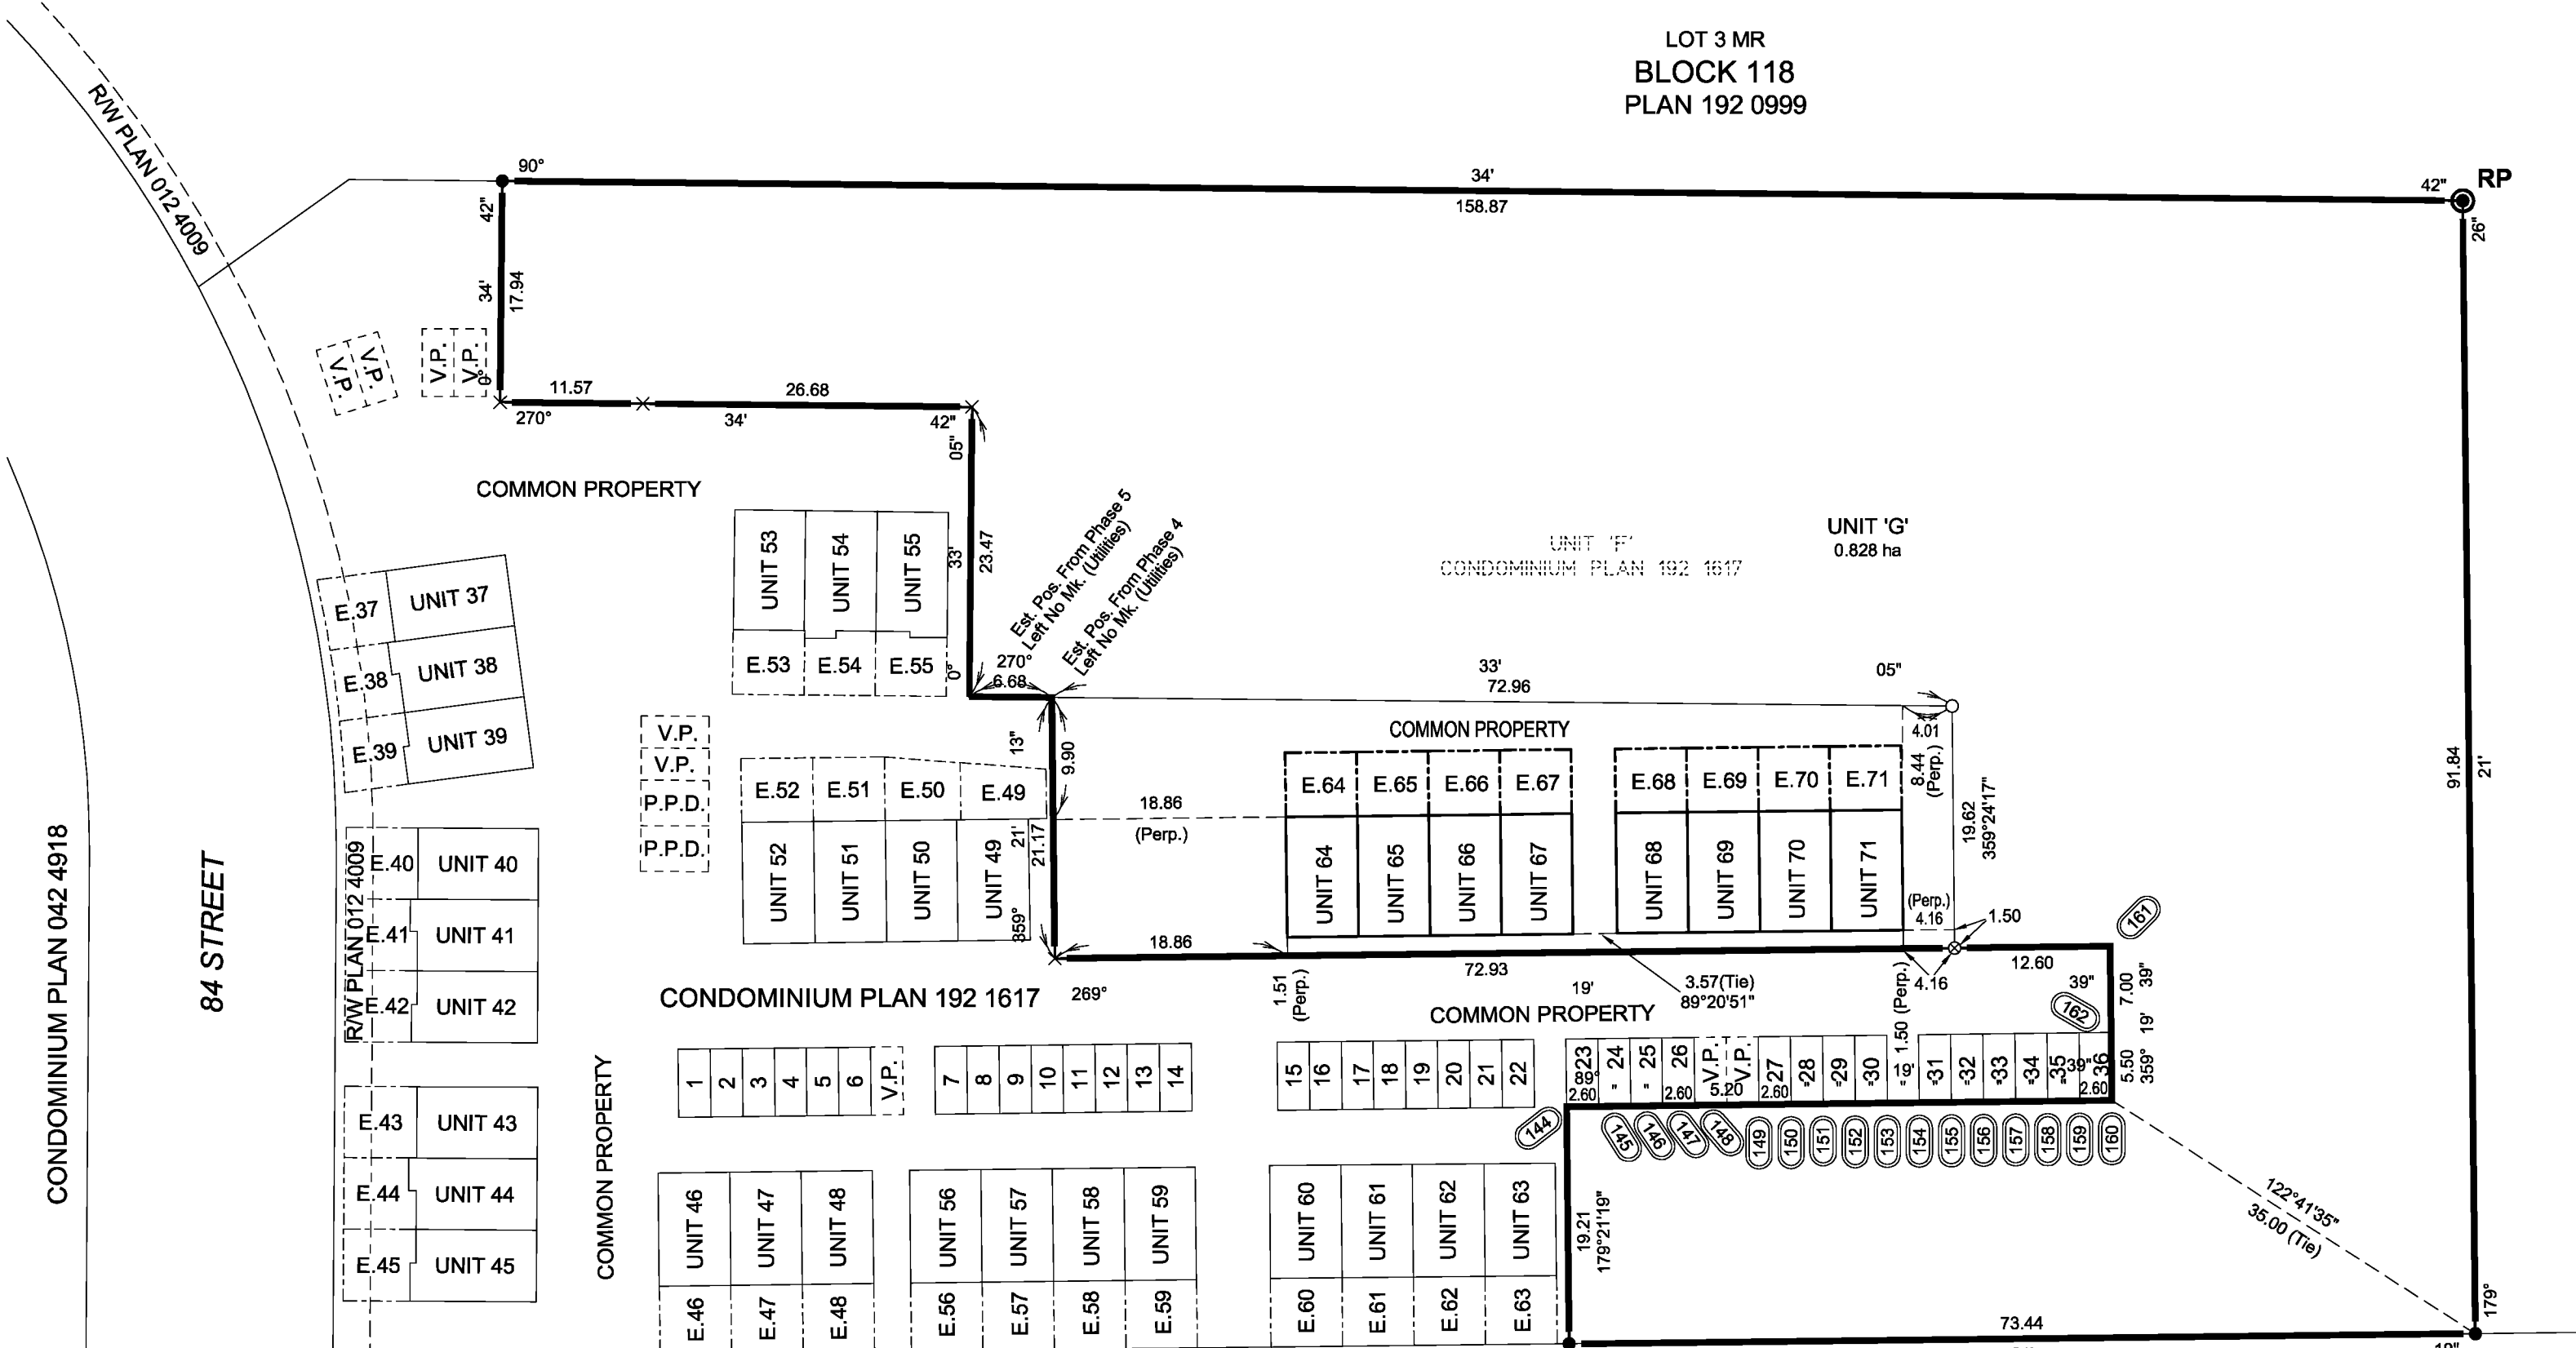 LOT 3 MR
BLOCK 118
PLAN 192 0999
R/W PLAN 012 4009
90°
34'
158.87
42"
RP
26"
42"
34'
17.94
0°
V.P.
V.P.
V.P.
V.P.
11.57
26.68
270°
34'
42"
05"
COMMON PROPERTY
UNIT 53
UNIT 54
UNIT 55
33'
23.47
Est. Pos. From Phase 5
Left No Mk. (Utilities)
Est. Pos. From Phase 4
Left No Mk. (Utilities)
UNIT 'F'
CONDOMINIUM PLAN 192 1617
UNIT 'G'
0.828 ha
E.37
UNIT 37
E.38
UNIT 38
E.39
UNIT 39
E.53
E.54
E.55
0°
270°
6.68
33'
72.96
05"
91.84
21'
V.P.
V.P.
P.P.D.
P.P.D.
13"
9.90
COMMON PROPERTY
4.01
8.44
(Perp.)
E.52
E.51
E.50
E.49
18.86
(Perp.)
E.64
E.65
E.66
E.67
E.68
E.69
E.70
E.71
19.62
359°24'17"
UNIT 52
UNIT 51
UNIT 50
UNIT 49
21'
21.17
359°
UNIT 64
UNIT 65
UNIT 66
UNIT 67
UNIT 68
UNIT 69
UNIT 70
UNIT 71
(Perp.)
4.16
1.50
161
CONDOMINIUM PLAN 042 4918
84 STREET
R/W PLAN 012 4009
E.40
UNIT 40
E.41
UNIT 41
E.42
UNIT 42
18.86
72.93
12.60
CONDOMINIUM PLAN 192 1617
269°
1.51
(Perp.)
19'
3.57(Tie)
89°20'51"
1.50 (Perp.)
4.16
39"
7.00
39"
162
COMMON PROPERTY
19'
5.50
359°
COMMON PROPERTY
1
2
3
4
5
6
V.P.
7
8
9
10
11
12
13
14
15
16
17
18
19
20
21
22
23
24
25
26
V.P.
V.P.
27
28
29
30
31
32
33
34
35
36
89°
"
"
"
"
"
19'
"
"
"
"
"
"
39"
2.60
2.60
5.20
2.60
2.60
144
145
146
147
148
149
150
151
152
153
154
155
156
157
158
159
160
E.43
UNIT 43
E.44
UNIT 44
E.45
UNIT 45
UNIT 46
UNIT 47
UNIT 48
UNIT 56
UNIT 57
UNIT 58
UNIT 59
UNIT 60
UNIT 61
UNIT 62
UNIT 63
19.21
179°21'19"
122°41'35"
35.00 (Tie)
E.46
E.47
E.48
E.56
E.57
E.58
E.59
E.60
E.61
E.62
E.63
73.44
179°